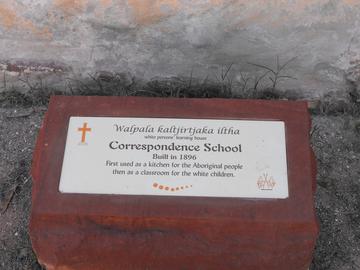 Walpala kaltjirtjaka iltha
white persons' learning house
Correspondence School
Built in 1896
First used as a kitchen for the Aboriginal people
then as a classroom for the white children.